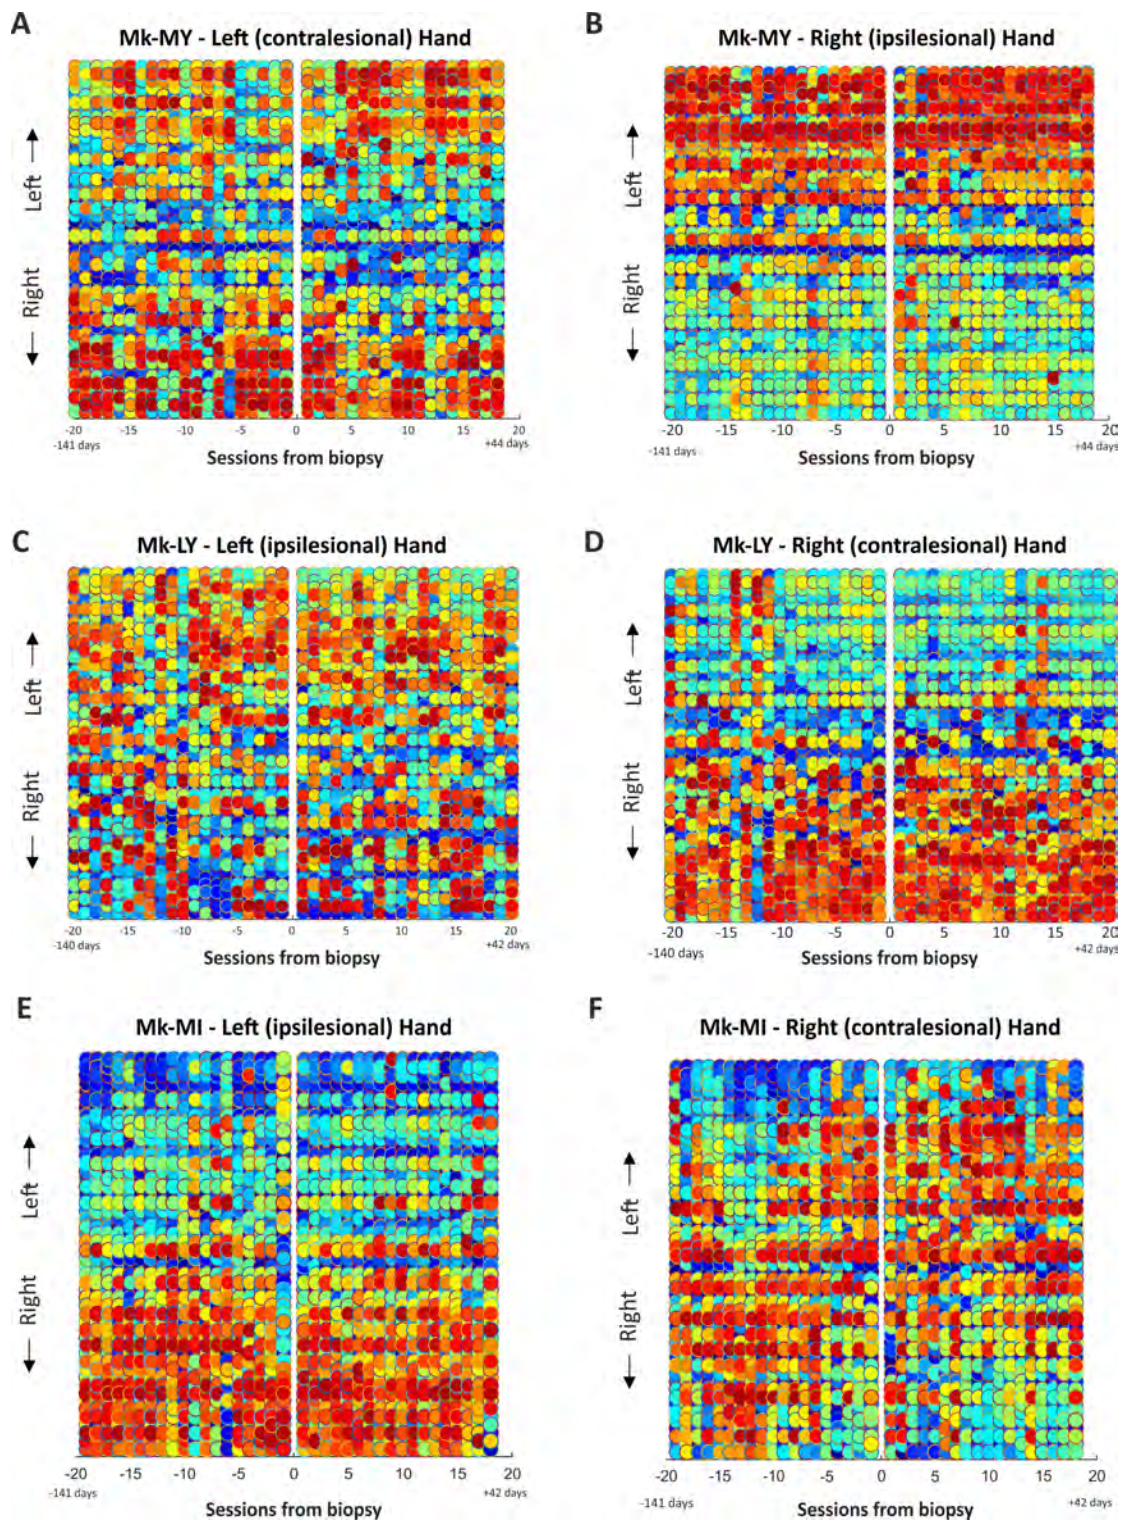 A
Mk-MY - Left (contralesional) Hand
Left
Right
-20 -15 -10 -5 0 5 10 15 20
-141 days +44 days
Sessions from biopsy
B
Mk-MY - Right (ipsilesional) Hand
Left
Right
-20 -15 -10 -5 0 5 10 15 20
-141 days +44 days
Sessions from biopsy
C
Mk-LY - Left (ipsilesional) Hand
Left
Right
-20 -15 -10 -5 0 5 10 15 20
-140 days +42 days
Sessions from biopsy
D
Mk-LY - Right (contralesional) Hand
Left
Right
-20 -15 -10 -5 0 5 10 15 20
-140 days +42 days
Sessions from biopsy
E
Mk-MI - Left (ipsilesional) Hand
Left
Right
-20 -15 -10 -5 0 5 10 15 20
-141 days +42 days
Sessions from biopsy
F
Mk-MI - Right (contralesional) Hand
Left
Right
-20 -15 -10 -5 0 5 10 15 20
-141 days +42 days
Sessions from biopsy